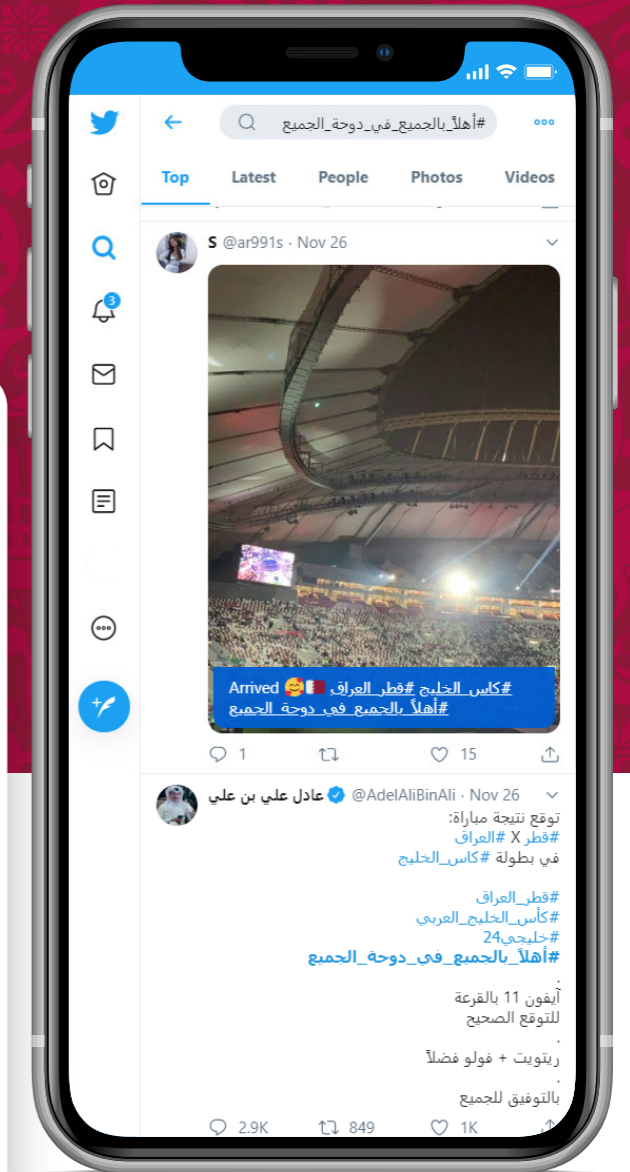 #أهلاً_بالجميع_في_دوحة_الجميع
Top Latest People Photos Videos
S @ar991s · Nov 26
3
Arrived 🥰🇶🇦 #كاس_الخليج #قطر_العراق
#أهلاً_بالجميع_في_دوحة_الجميع
1 15
عادل علي بن علي @AdelAliBinAli · Nov 26
توقع نتيجة مباراة:
#قطر X #العراق
في بطولة #كاس_الخليج
#قطر_العراق
#كأس_الخليج_العربي
#خليجي24
#أهلاً_بالجميع_في_دوحة_الجميع
.
آيفون 11 بالقرعة
للتوقع الصحيح
.
ريتويت + فولو فضلاً
.
بالتوفيق للجميع
2.9K 849 1K